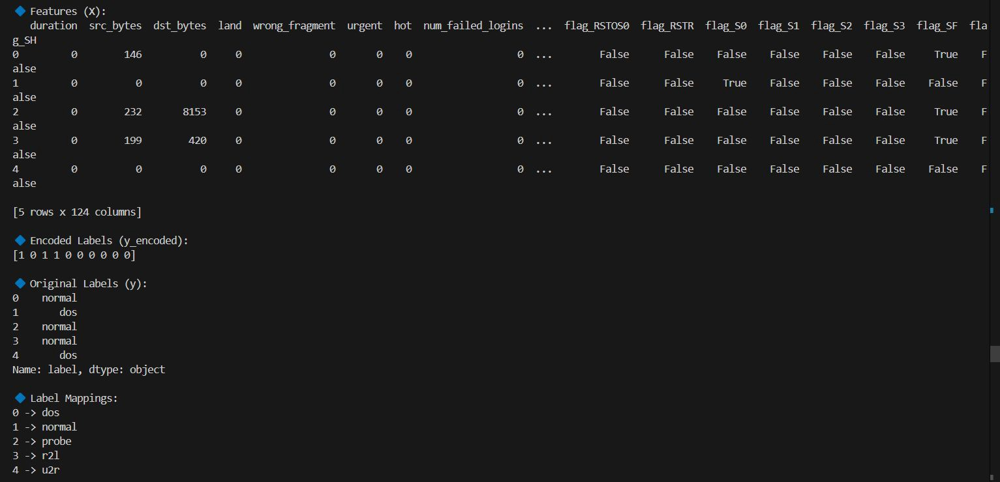 🔷 Features (X):
   duration  src_bytes  dst_bytes  land  wrong_fragment  urgent  hot  num_failed_logins  ...  flag_RSTOS0  flag_RSTR  flag_S0  flag_S1  flag_S2  flag_S3  flag_SF  fla
g_SH
0         0        146          0     0               0       0    0                  0  ...        False      False    False    False    False    False     True    F
alse
1         0          0          0     0               0       0    0                  0  ...        False      False     True    False    False    False    False    F
alse
2         0        232       8153     0               0       0    0                  0  ...        False      False    False    False    False    False     True    F
alse
3         0        199        420     0               0       0    0                  0  ...        False      False    False    False    False    False     True    F
alse
4         0          0          0     0               0       0    0                  0  ...        False      False    False    False    False    False    False    F
alse
[5 rows x 124 columns]
🔷 Encoded Labels (y_encoded):
[1 0 1 1 0 0 0 0 0 0]
🔷 Original Labels (y):
0    normal
1       dos
2    normal
3    normal
4       dos
Name: label, dtype: object
🔷 Label Mappings:
0 -> dos
1 -> normal
2 -> probe
3 -> r2l
4 -> u2r